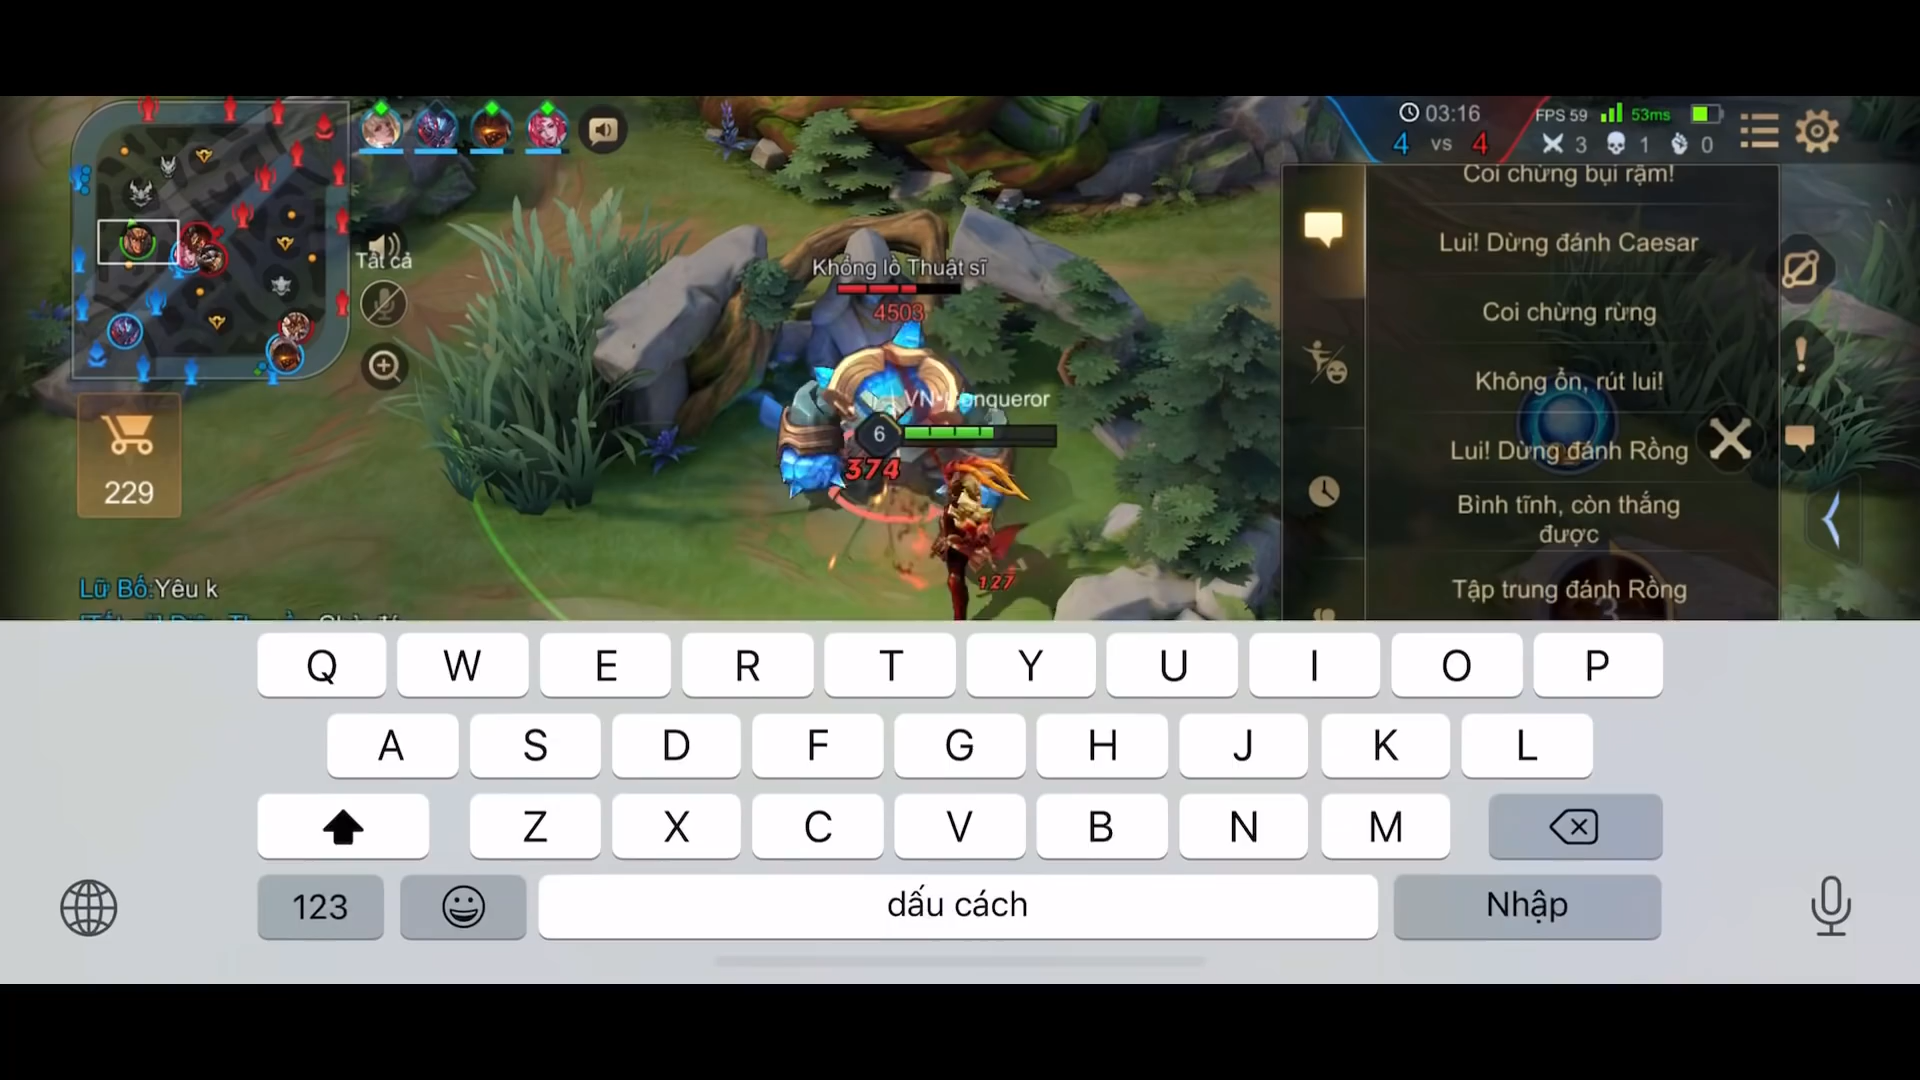 03:16
FPS 59
53ms
4 vs 4
3
1
0
Coi chừng bụi rậm!
Lui! Dừng đánh Caesar
Coi chừng rừng
Không ổn, rút lui!
Lui! Dừng đánh Rồng
Bình tĩnh, còn thắng
được
Tập trung đánh Rồng
3
Tất cả
Khổng lồ Thuật sĩ
4503
VN Conqueror
6
374
127
229
Lữ Bố:Yêu k
Q W E R T Y U I O P
A S D F G H J K L
Z X C V B N M
123
dấu cách
Nhập